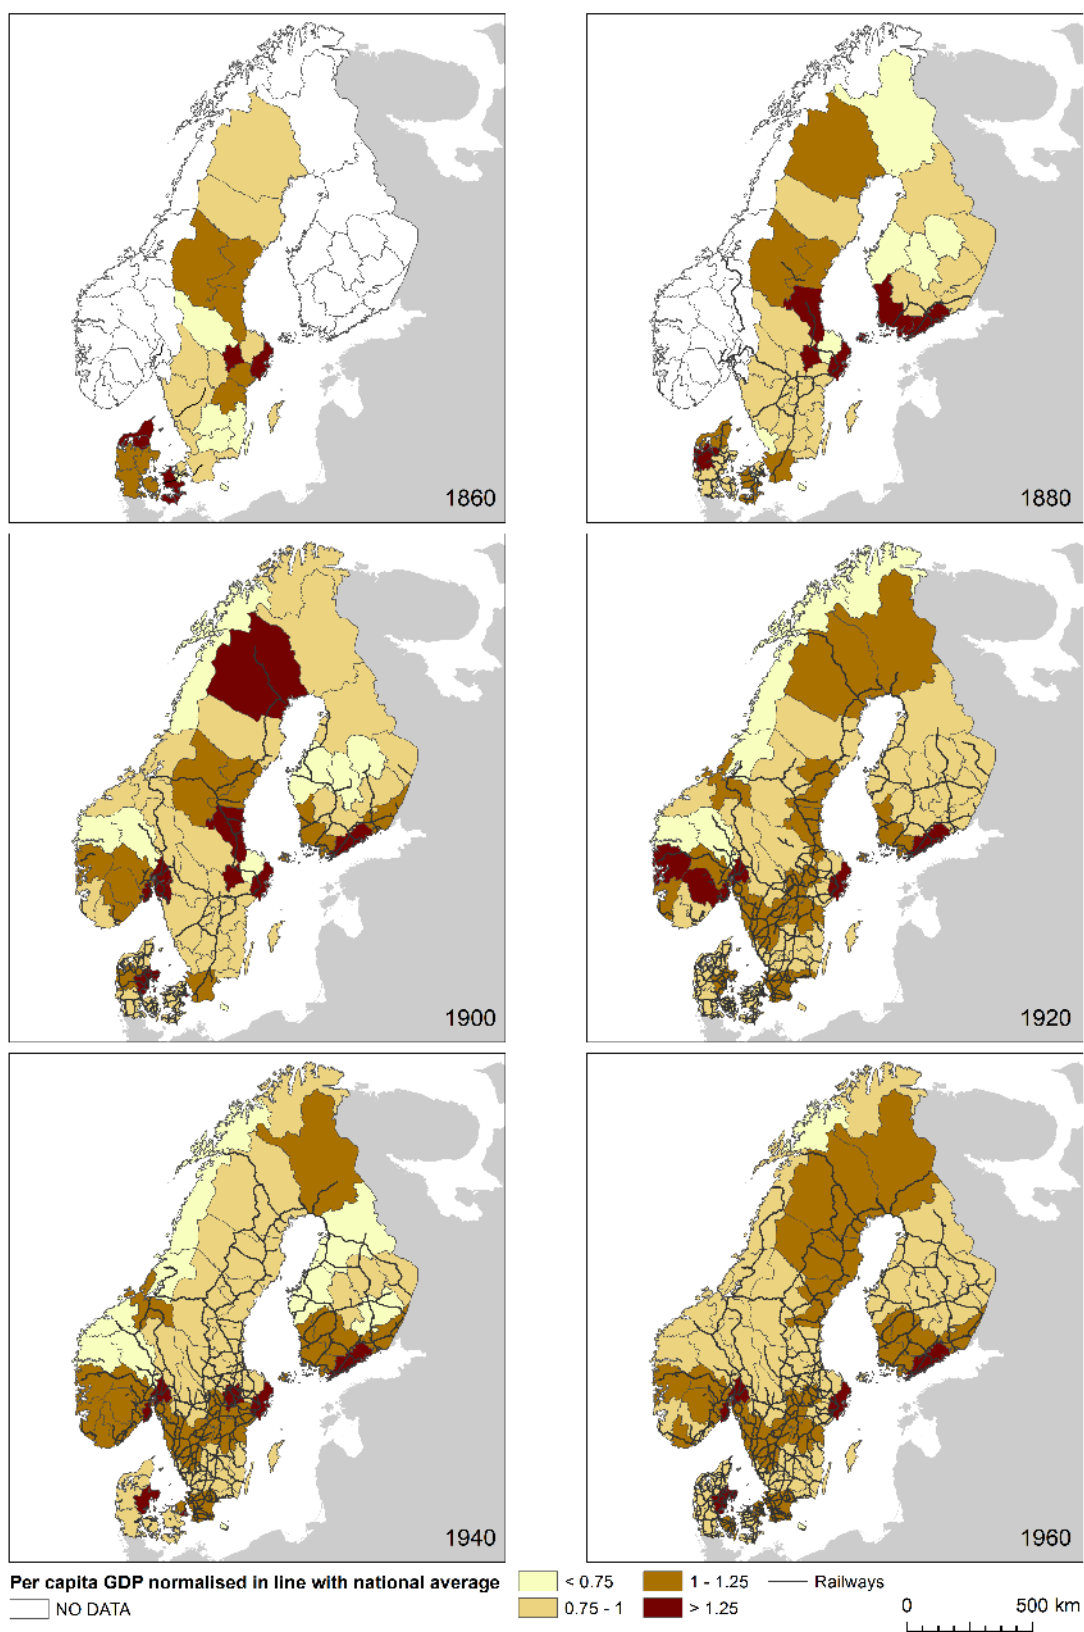 1860
1880
1900
1920
1940
1960
Per capita GDP normalised in line with national average
NO DATA
< 0.75
0.75 - 1
1 - 1.25
> 1.25
Railways
0 500 km